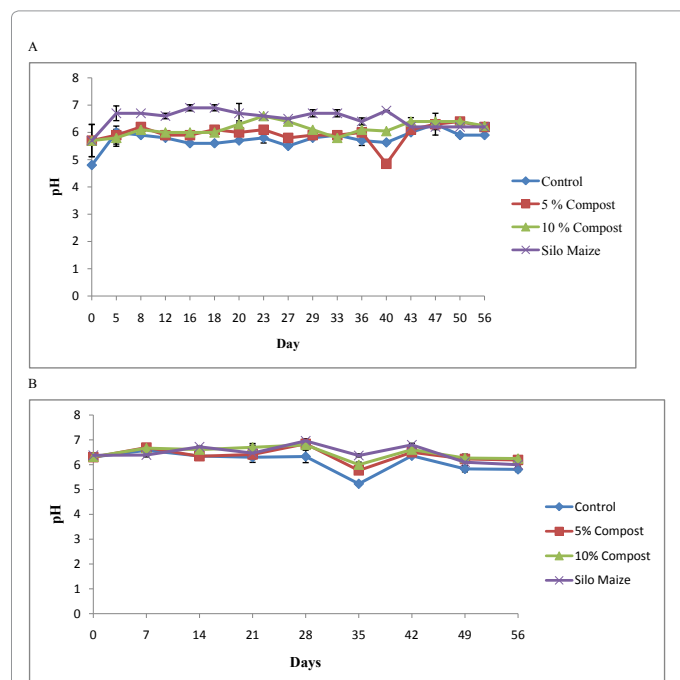 A
8
7
6
5
4
3
2
1
0
pH
0 5 8 12 16 18 20 23 27 29 33 36 40 43 47 50 56
Day
Control
5 % Compost
10 % Compost
Silo Maize
B
8
7
6
5
4
3
2
1
0
pH
0 7 14 21 28 35 42 49 56
Days
Control
5% Compost
10% Compost
Silo Maize